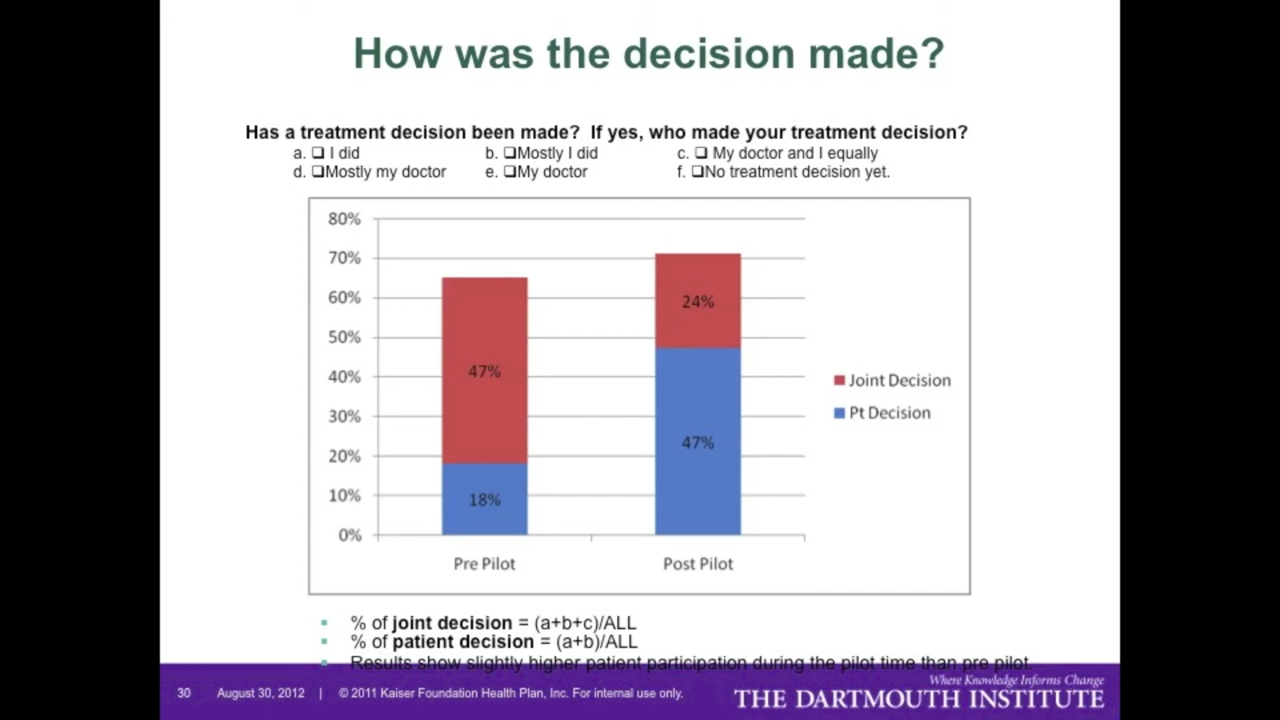 How was the decision made?
Has a treatment decision been made? If yes, who made your treatment decision?
a. ❑ I did b. ❑Mostly I did c. ❑ My doctor and I equally
d. ❑Mostly my doctor e. ❑My doctor f. ❑No treatment decision yet.
80%
70%
60%
50%
40%
30%
20%
10%
0%
47%
18%
24%
47%
Pre Pilot
Post Pilot
Joint Decision
Pt Decision
▪ % of joint decision = (a+b+c)/ALL
▪ % of patient decision = (a+b)/ALL
▪ Results show slightly higher patient participation during the pilot time than pre pilot.
30 August 30, 2012 | © 2011 Kaiser Foundation Health Plan, Inc. For internal use only.
Where Knowledge Informs Change
THE DARTMOUTH INSTITUTE